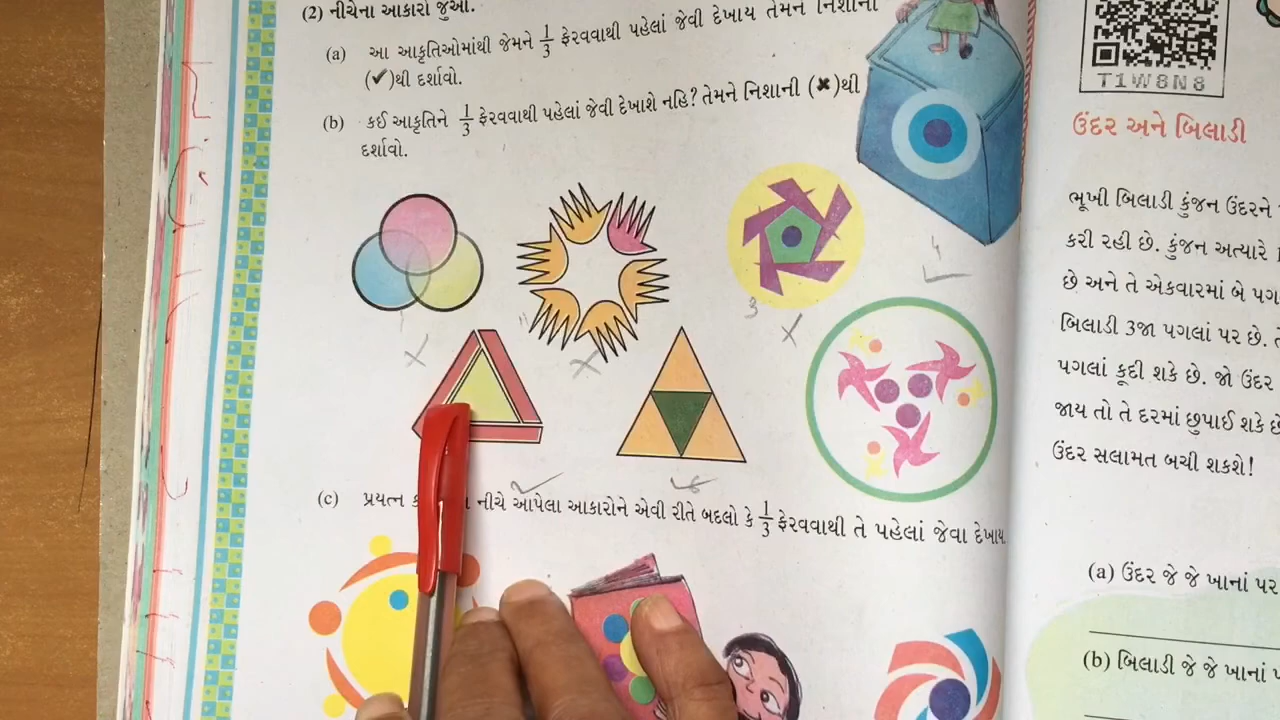 (2) નીચેના આકારો જુઓ.
(a) આ આકૃતિઓમાંથી જેમને 1/3 ફેરવવાથી પહેલાં જેવી દેખાય તેમને નિશાની
(✔)થી દર્શાવો.
(b) કઈ આકૃતિને 1/3 ફેરવવાથી પહેલાં જેવી દેખાશે નહિ? તેમને નિશાની (✖)થી
દર્શાવો.
(c) પ્રયત્ન નીચે આપેલા આકારોને એવી રીતે બદલો કે 1/3 ફેરવવાથી તે પહેલાં જેવા દેખાય.
T1W8N8
ઉંદર અને બિલાડી
ભૂખી બિલાડી કુંજન ઉંદરને
કરી રહી છે. કુંજન અત્યારે
છે અને તે એકવારમાં બે પગ
બિલાડી 3જા પગલાં પર છે.
પગલાં કૂદી શકે છે. જો ઉંદર
જાય તો તે દરમાં છુપાઈ શકે
ઉંદર સલામત બચી શકશે!
(a) ઉંદર જે જે ખાનાં પર
(b) બિલાડી જે જે ખાનાં